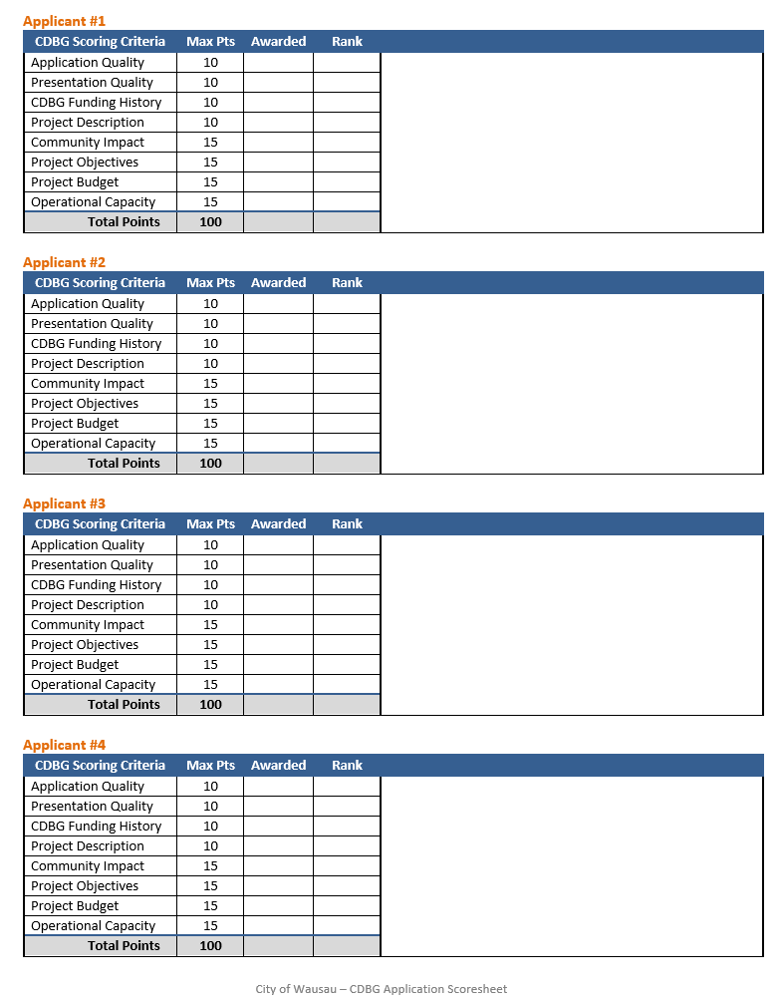 Applicant #1
CDBG Scoring Criteria Max Pts Awarded Rank
Application Quality 10
Presentation Quality 10
CDBG Funding History 10
Project Description 10
Community Impact 15
Project Objectives 15
Project Budget 15
Operational Capacity 15
Total Points 100
Applicant #2
CDBG Scoring Criteria Max Pts Awarded Rank
Application Quality 10
Presentation Quality 10
CDBG Funding History 10
Project Description 10
Community Impact 15
Project Objectives 15
Project Budget 15
Operational Capacity 15
Total Points 100
Applicant #3
CDBG Scoring Criteria Max Pts Awarded Rank
Application Quality 10
Presentation Quality 10
CDBG Funding History 10
Project Description 10
Community Impact 15
Project Objectives 15
Project Budget 15
Operational Capacity 15
Total Points 100
Applicant #4
CDBG Scoring Criteria Max Pts Awarded Rank
Application Quality 10
Presentation Quality 10
CDBG Funding History 10
Project Description 10
Community Impact 15
Project Objectives 15
Project Budget 15
Operational Capacity 15
Total Points 100
City of Wausau – CDBG Application Scoresheet